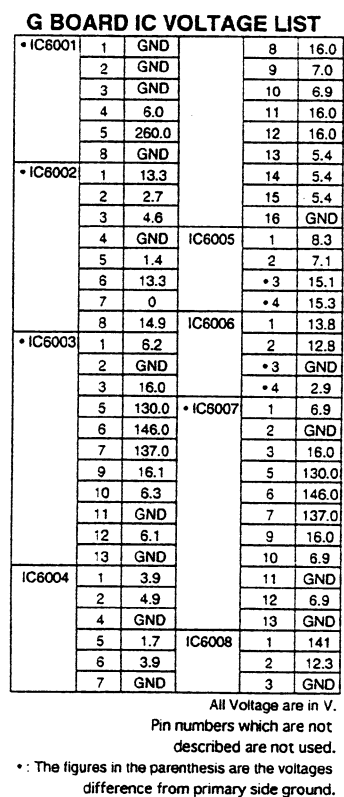 G BOARD IC VOLTAGE LIST
• IC6001 1 GND
2 GND
3 GND
4 6.0
5 260.0
8 GND
• IC6002 1 13.3
2 2.7
3 4.6
4 GND
5 1.4
6 13.3
7 0
8 14.9
• IC6003 1 6.2
2 GND
3 16.0
5 130.0
6 146.0
7 137.0
9 16.1
10 6.3
11 GND
12 6.1
13 GND
IC6004 1 3.9
2 4.9
4 GND
5 1.7
6 3.9
7 GND
8 16.0
9 7.0
10 6.9
11 16.0
12 16.0
13 5.4
14 5.4
15 5.4
16 GND
IC6005 1 8.3
2 7.1
• 3 15.1
• 4 15.3
IC6006 1 13.8
2 12.8
• 3 GND
• 4 2.9
• IC6007 1 6.9
2 GND
3 16.0
5 130.0
6 146.0
7 137.0
9 16.0
10 6.9
11 GND
12 6.9
13 GND
IC6008 1 141
2 12.3
3 GND
All Voltage are in V.
Pin numbers which are not
described are not used.
• : The figures in the parenthesis are the voltages
difference from primary side ground.